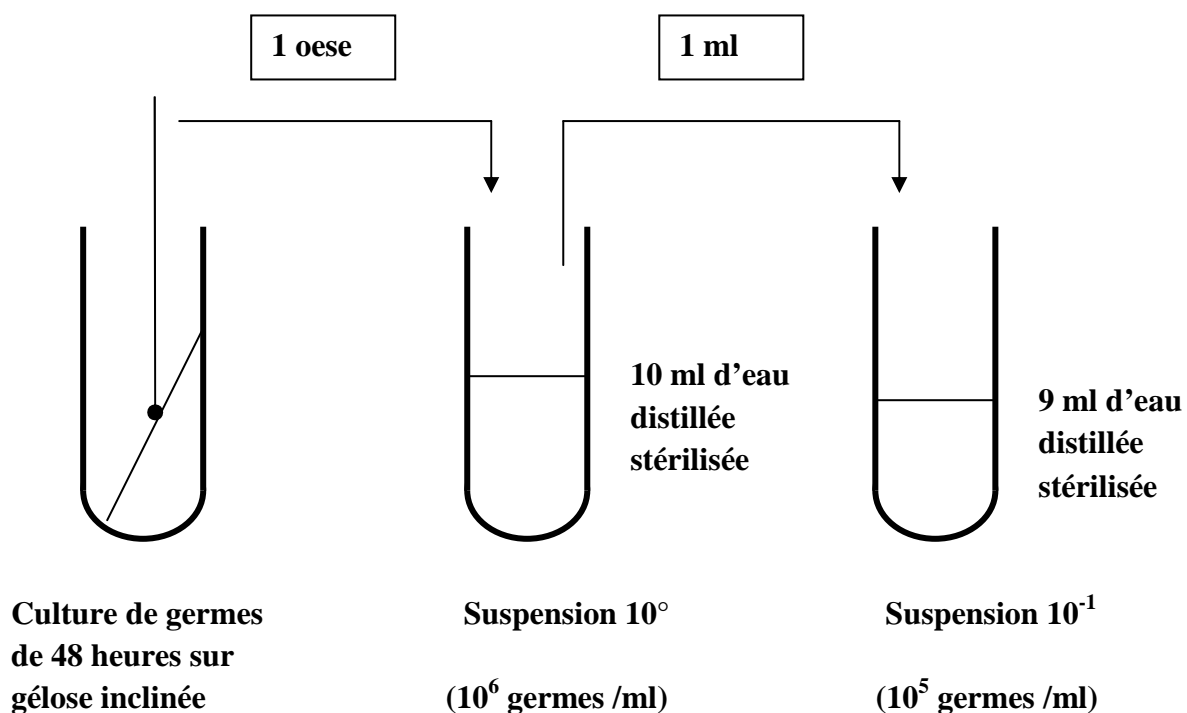 1 oese
1 ml
10 ml d’eau
distillée
stérilisée
9 ml d’eau
distillée
stérilisée
Culture de germes
de 48 heures sur
gélose inclinée
Suspension 10°
(10⁶ germes /ml)
Suspension 10⁻¹
(10⁵ germes /ml)